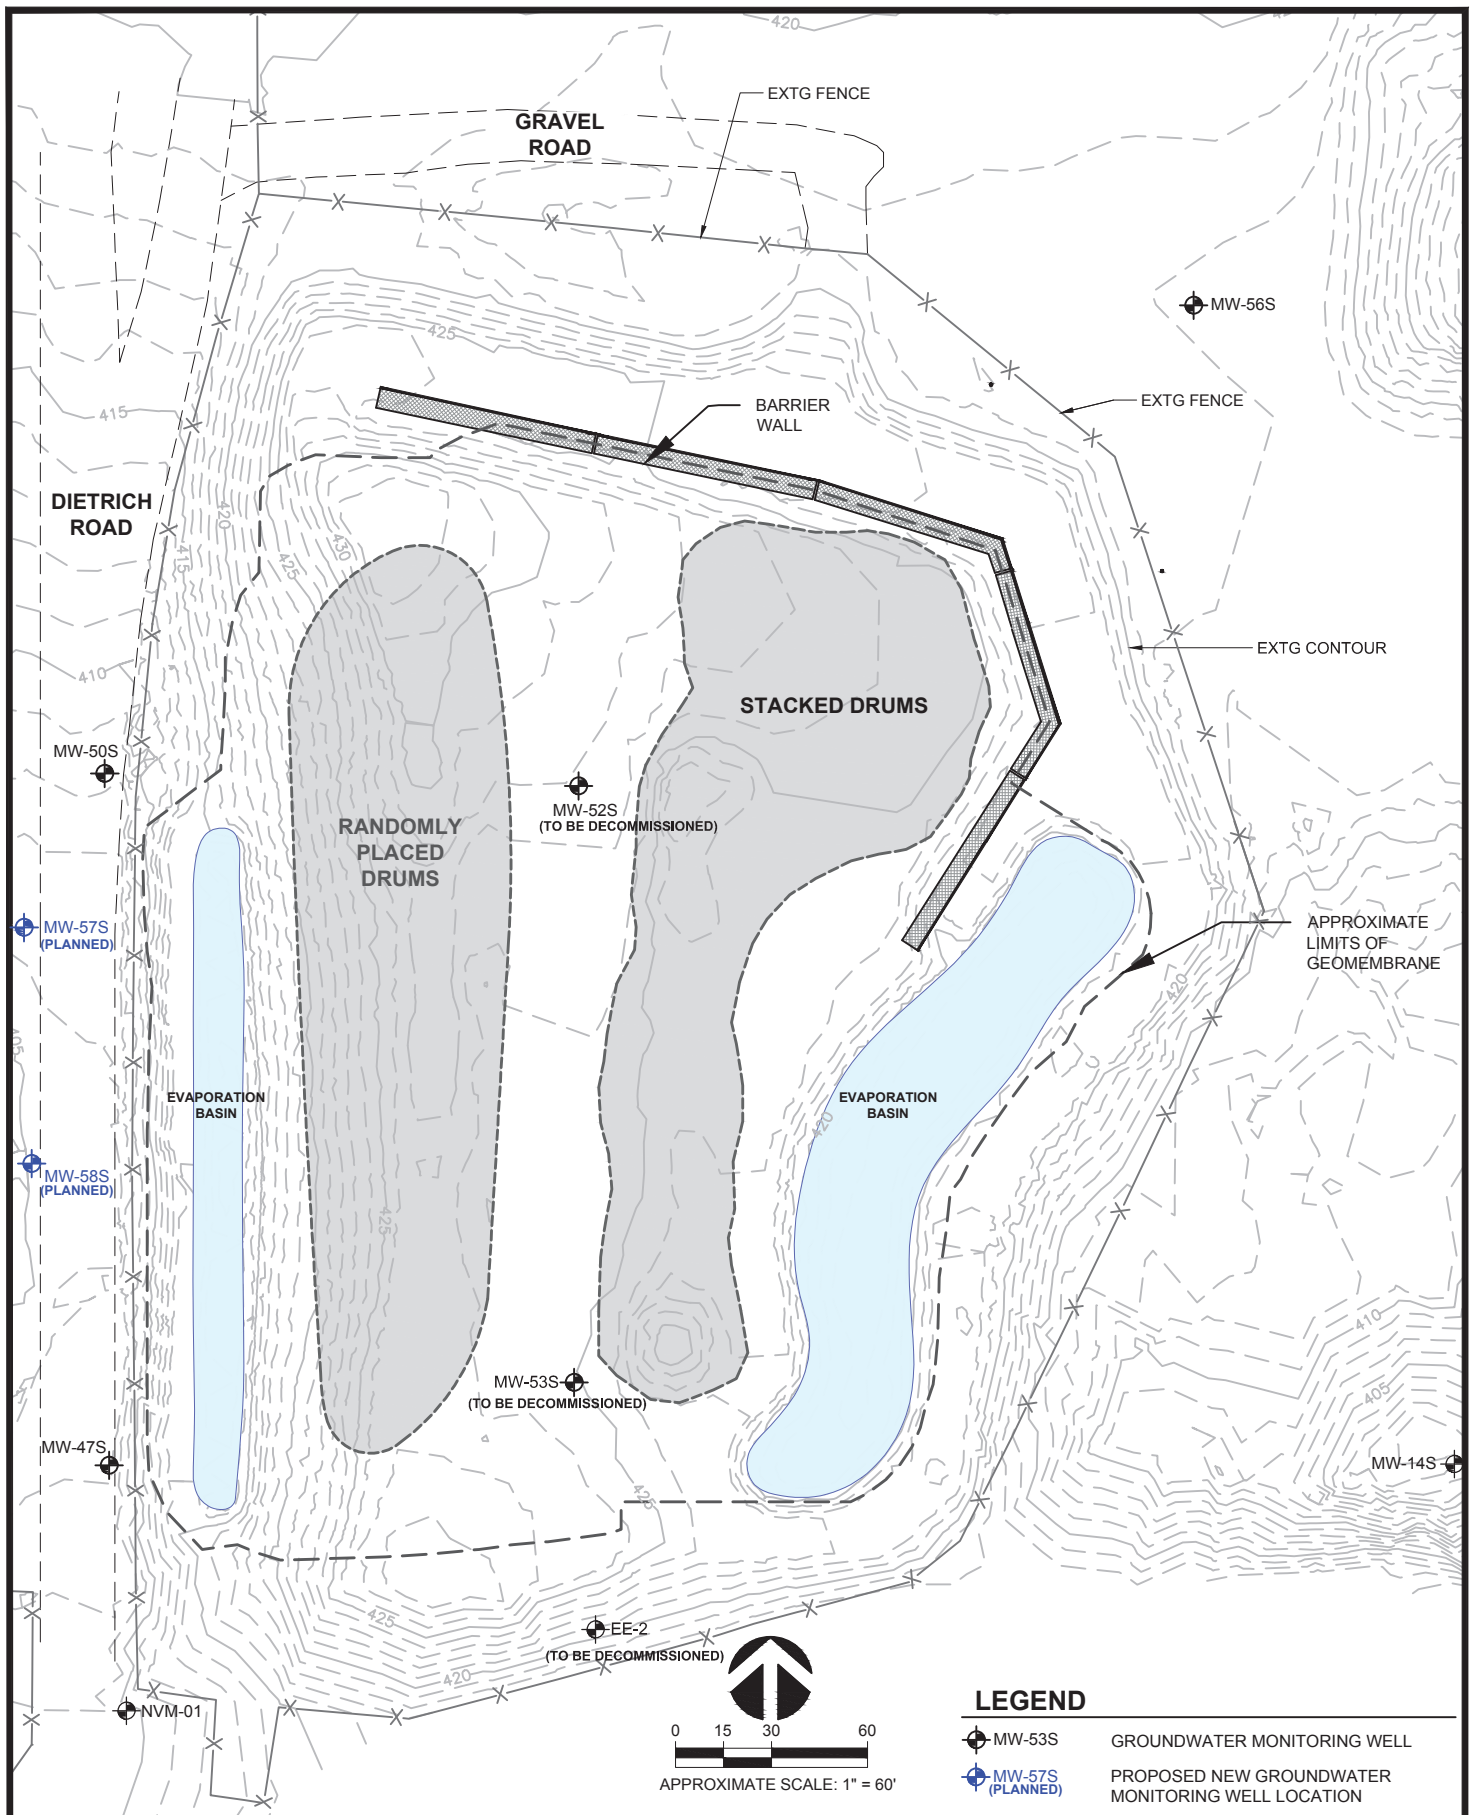 420
EXTG FENCE
GRAVEL
ROAD
MW-56S
425
EXTG FENCE
BARRIER
WALL
415
DIETRICH
ROAD
420
430
415
425
EXTG CONTOUR
410
STACKED DRUMS
MW-50S
MW-52S
(TO BE DECOMMISSIONED)
RANDOMLY
PLACED
DRUMS
MW-57S
(PLANNED)
APPROXIMATE
LIMITS OF
GEOMEMBRANE
420
405
EVAPORATION
BASIN
EVAPORATION
BASIN
420
MW-58S
(PLANNED)
425
410
MW-53S
(TO BE DECOMMISSIONED)
405
MW-47S
MW-14S
425
425
EE-2
(TO BE DECOMMISSIONED)
420
NVM-01
LEGEND
0 15 30 60
APPROXIMATE SCALE: 1" = 60'
MW-53S GROUNDWATER MONITORING WELL
MW-57S PROPOSED NEW GROUNDWATER
(PLANNED) MONITORING WELL LOCATION